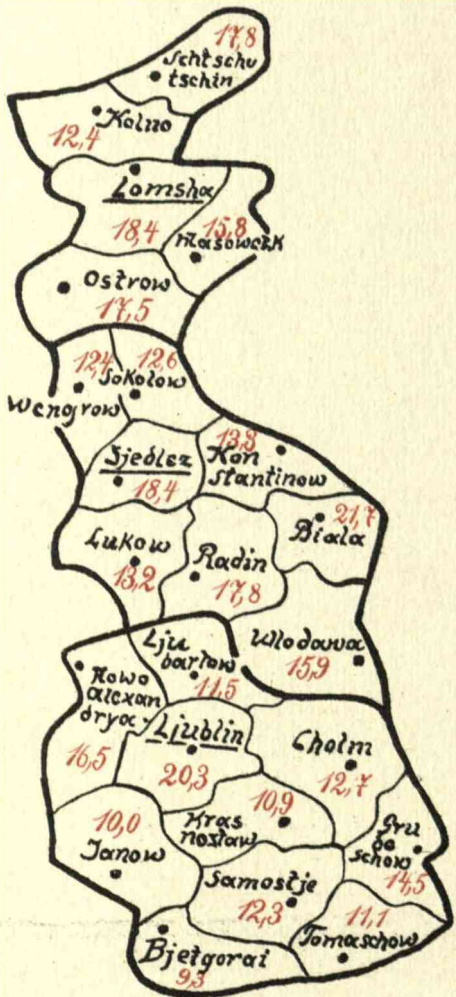 17,8
Schtschu
tschin
Kolno
12,4
Lomsha
18,4
15,8
Masoweżk
Ostrow
17,5
12,4
12,6
Sokolow
Wengrow
Sjedlez
18,4
13,3
Kon
stantinow
21,7
Biala
Lukow
13,2
Radin
17,8
Wlodawa
15,9
Lju
bartow
11,5
Nowo
alexan
drya
16,5
Ljublin
20,3
Cholm
12,7
10,0
Janow
10,9
Kras
nostaw
Gru
be
schow
14,5
Samostje
12,3
11,1
Tomaschow
Bjelgorai
9,3